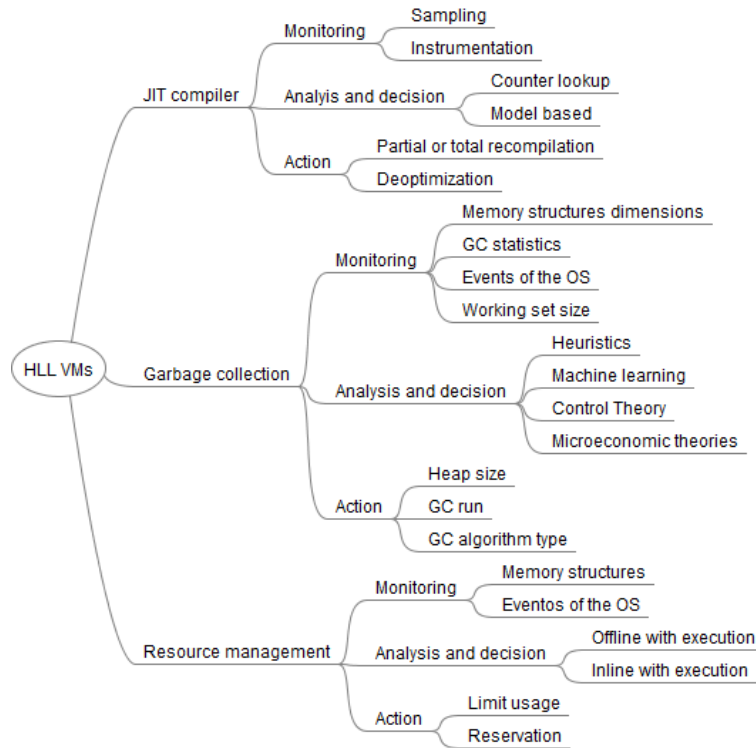 Sampling
Monitoring
Instrumentation
Counter lookup
JIT compiler
Analyis and decision
Model based
Partial or total recompilation
Action
Deoptimization
Memory structures dimensions
GC statistics
Monitoring
Events of the OS
Working set size
Heuristics
HLL VMs
Garbage collection
Machine learning
Analysis and decision
Control Theory
Microeconomic theories
Heap size
Action
GC run
GC algorithm type
Memory structures
Monitoring
Eventos of the OS
Offline with execution
Resource management
Analysis and decision
Inline with execution
Limit usage
Action
Reservation